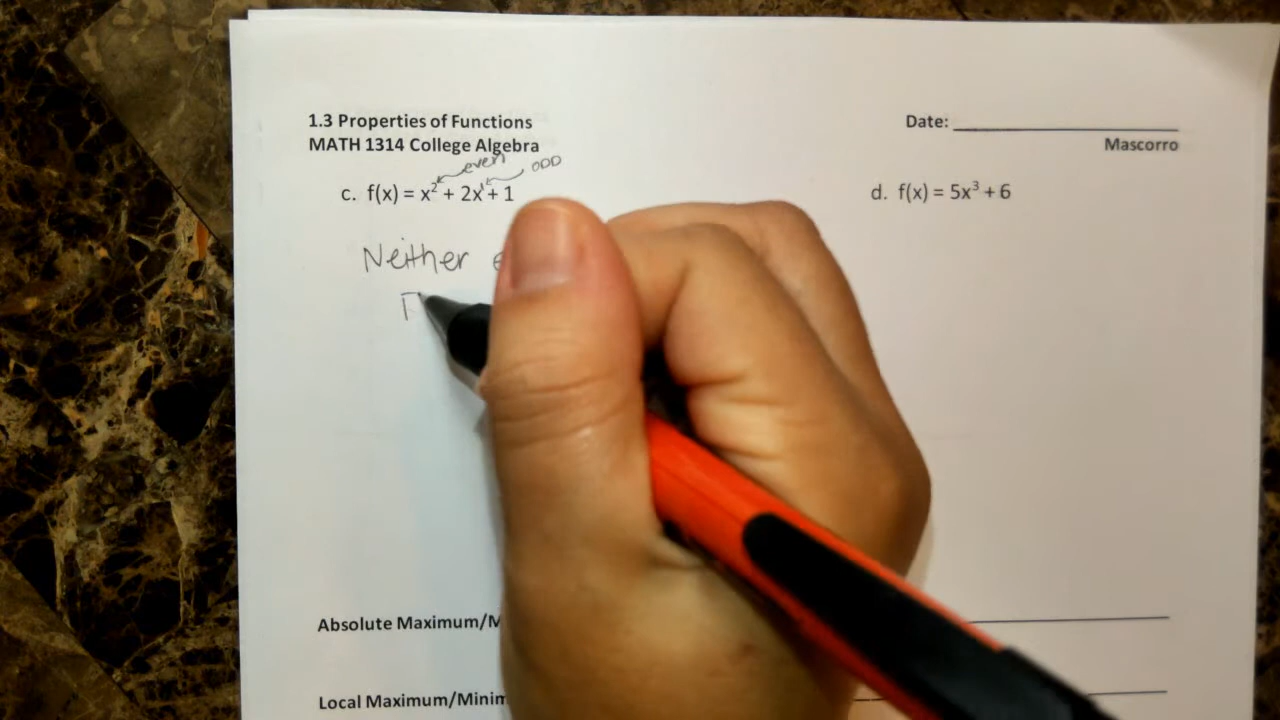 1.3 Properties of Functions
Date:
MATH 1314 College Algebra
Mascorro
even
ODD
c. f(x) = x² + 2x¹ + 1
d. f(x) = 5x³ + 6
Neither
Absolute Maximum/M
Local Maximum/Minim